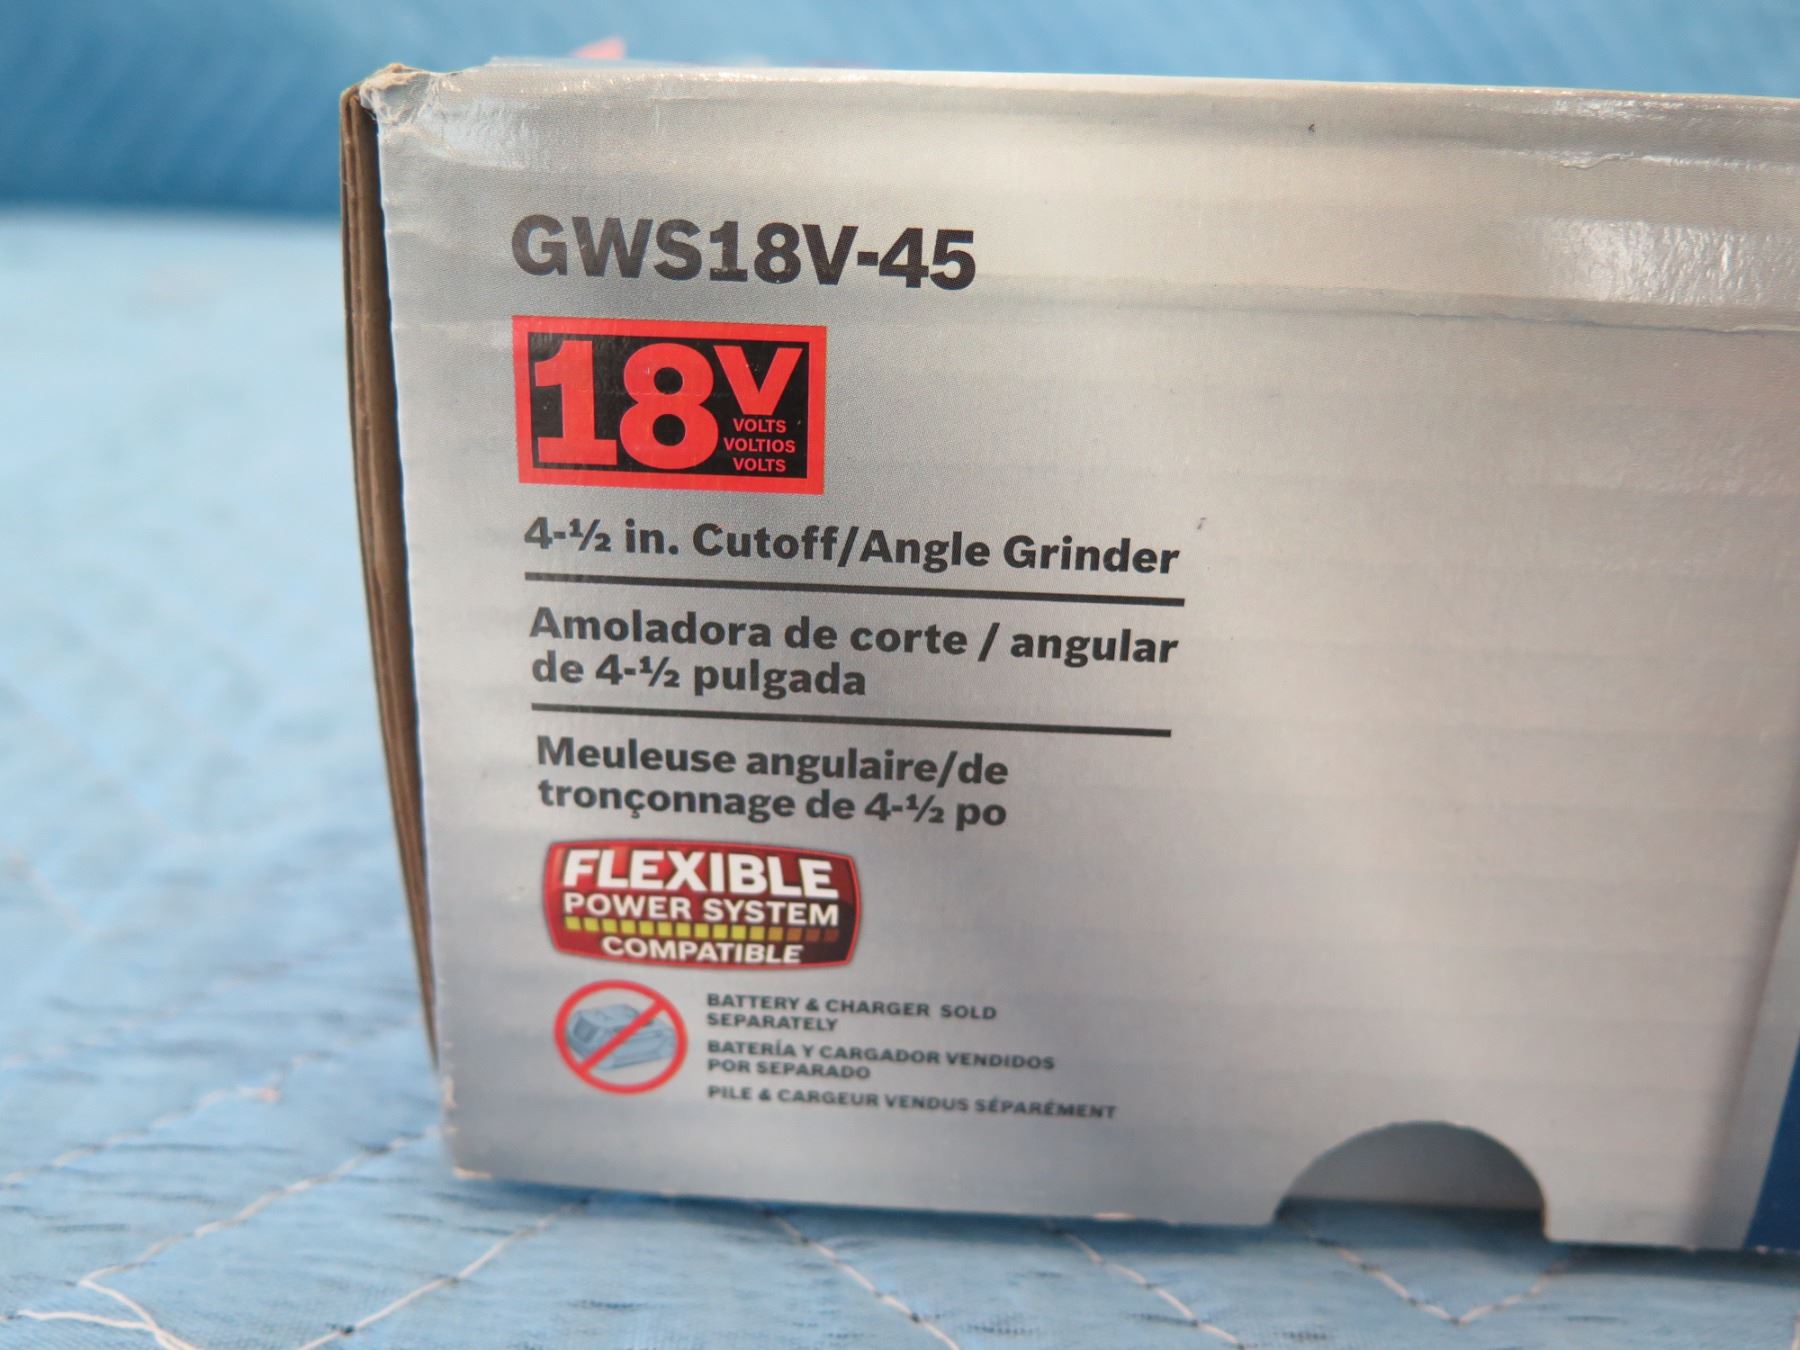 GWS18V-45
18V
VOLTS
VOLTIOS
VOLTS
4-½ in. Cutoff/Angle Grinder
Amoladora de corte / angular
de 4-½ pulgada
Meuleuse angulaire/de
tronçonnage de 4-½ po
FLEXIBLE
POWER SYSTEM
COMPATIBLE
BATTERY & CHARGER SOLD
SEPARATELY
BATERÍA Y CARGADOR VENDIDOS
POR SEPARADO
PILE & CARGEUR VENDUS SÉPARÉMENT